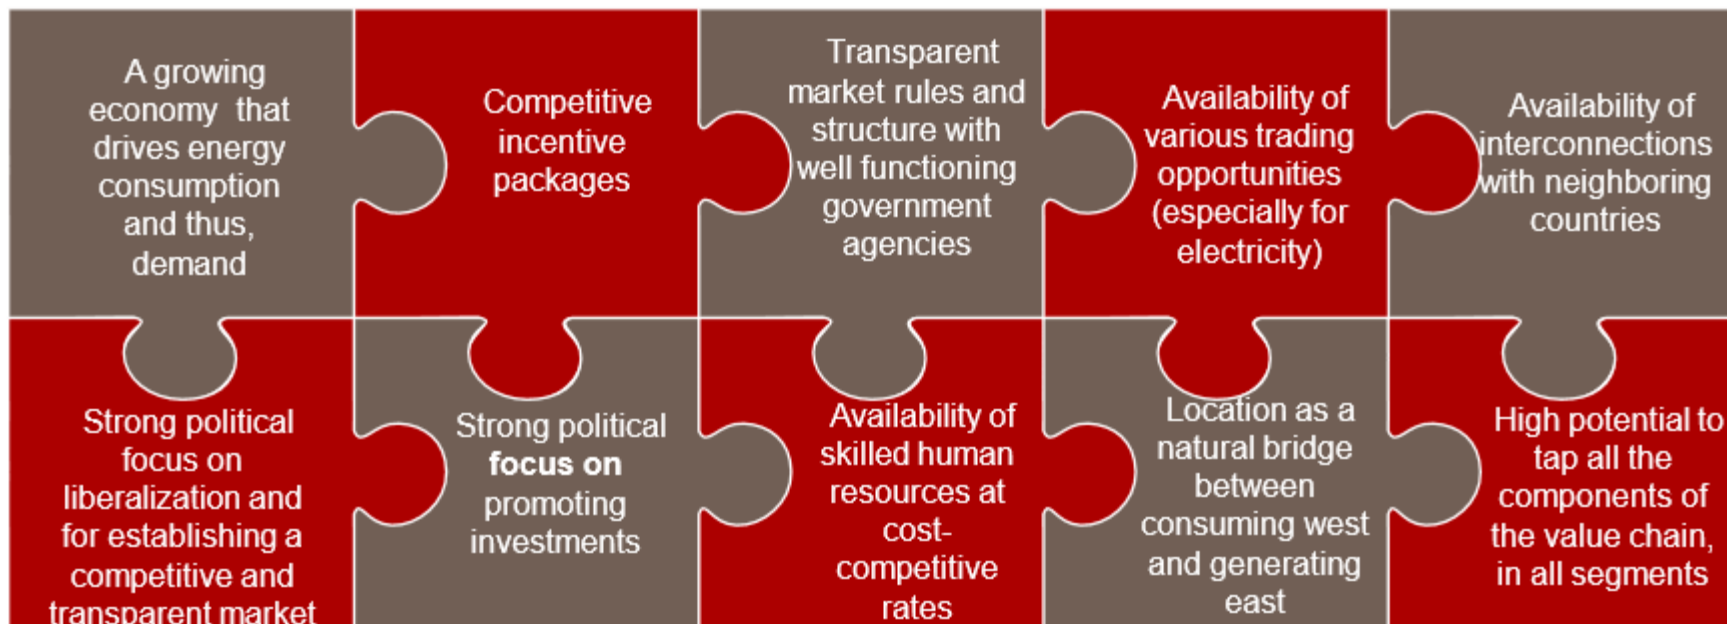 A growing
economy that
drives energy
consumption
and thus,
demand
Competitive
incentive
packages
Transparent
market rules and
structure with
well functioning
government
agencies
Availability of
various trading
opportunities
(especially for
electricity)
Availability of
interconnections
with neighboring
countries
Strong political
focus on
liberalization and
for establishing a
competitive and
transparent market
Strong political
focus on
promoting
investments
Availability of
skilled human
resources at
cost-
competitive
rates
Location as a
natural bridge
between
consuming west
and generating
east
High potential to
tap all the
components of
the value chain,
in all segments